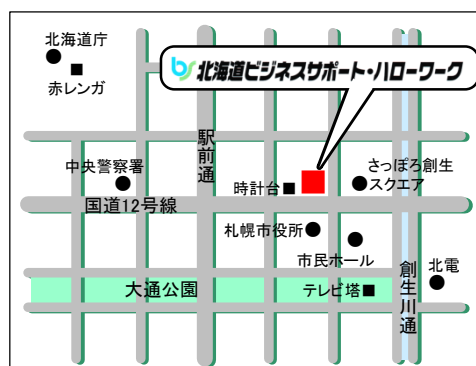 北海道庁
赤レンガ
bs 北海道ビジネスサポート・ハローワーク
駅前通
中央警察署
時計台
さっぽろ創生
スクエア
国道12号線
札幌市役所
市民ホール
北電
大通公園
テレビ塔
創生川通